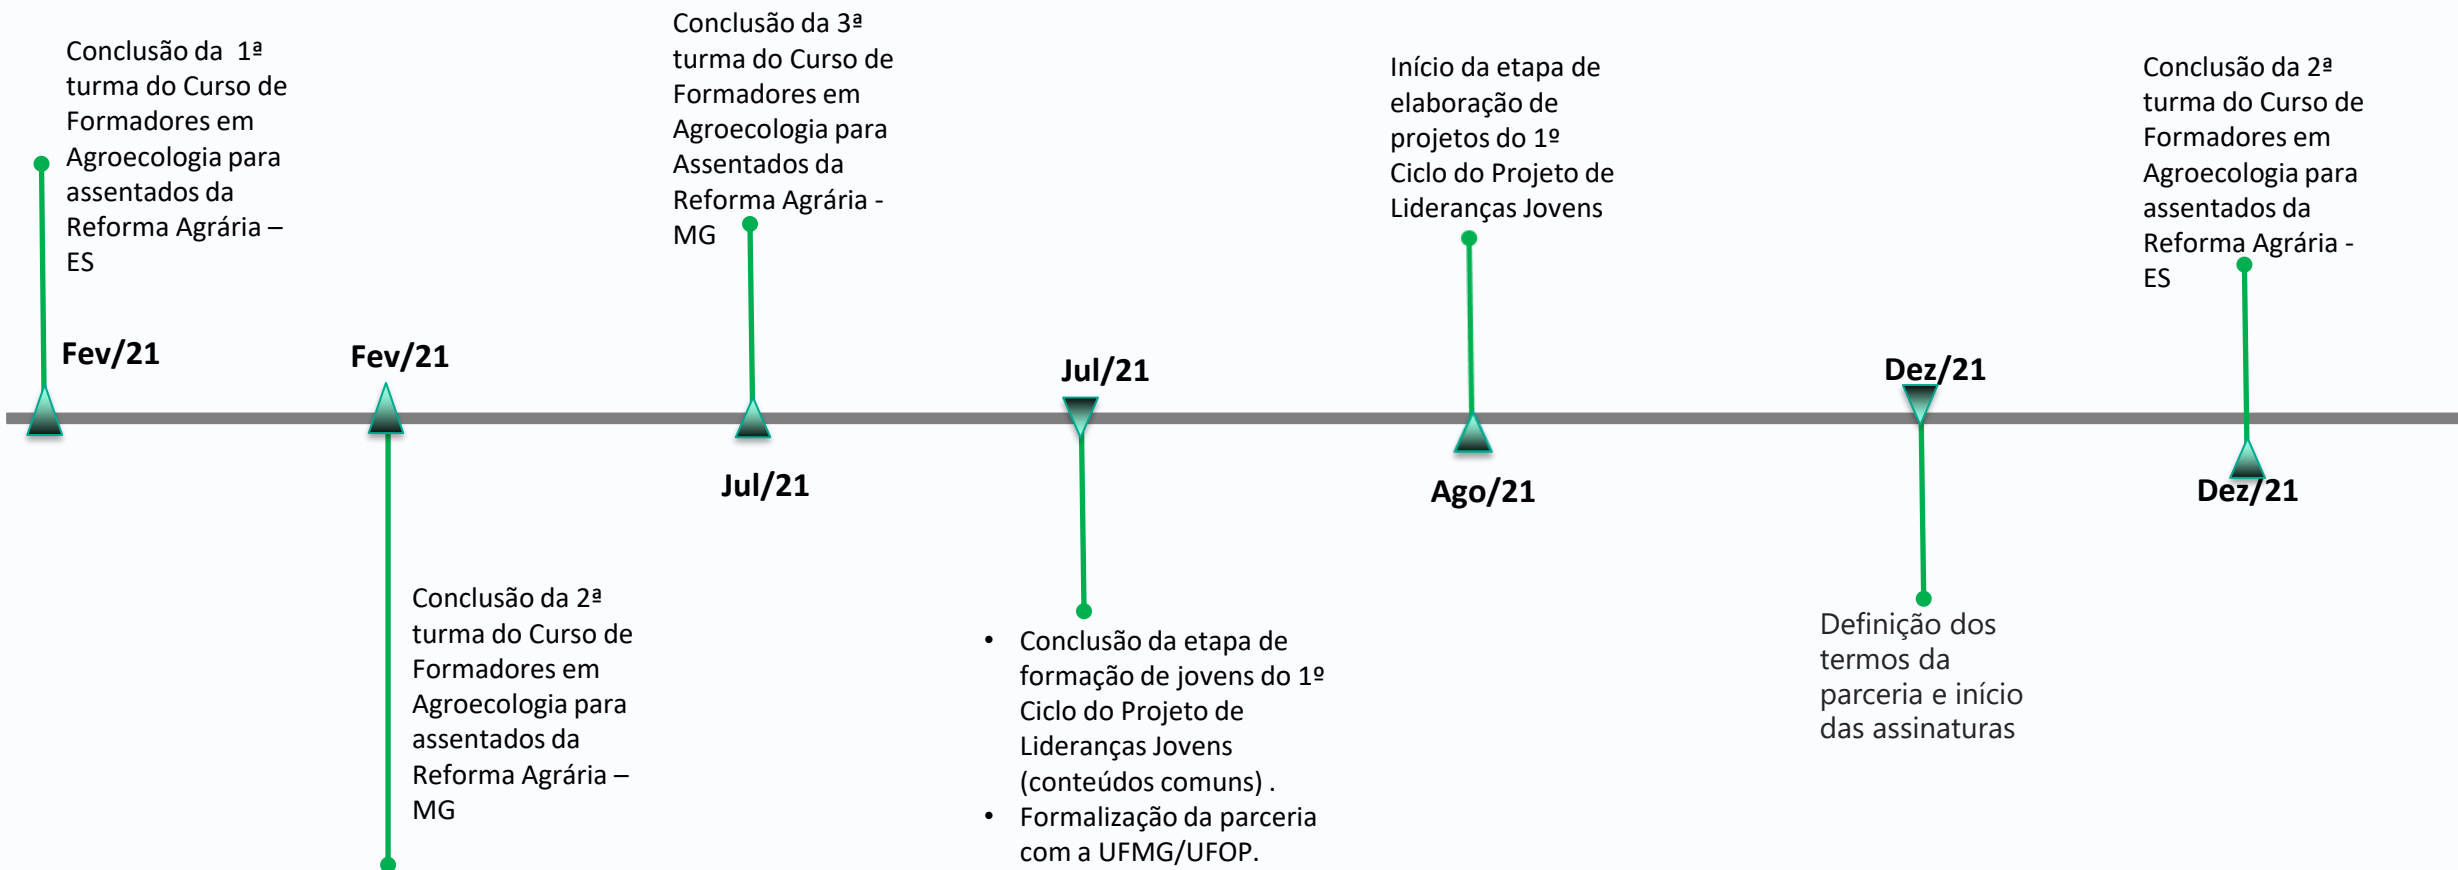 Conclusão da 1ª
turma do Curso de
Formadores em
Agroecologia para
assentados da
Reforma Agrária –
ES
Fev/21
Fev/21
Conclusão da 2ª
turma do Curso de
Formadores em
Agroecologia para
assentados da
Reforma Agrária –
MG
Conclusão da 3ª
turma do Curso de
Formadores em
Agroecologia para
Assentados da
Reforma Agrária -
MG
Jul/21
Jul/21
• Conclusão da etapa de
formação de jovens do 1º
Ciclo do Projeto de
Lideranças Jovens
(conteúdos comuns) .
• Formalização da parceria
com a UFMG/UFOP.
Início da etapa de
elaboração de
projetos do 1º
Ciclo do Projeto de
Lideranças Jovens
Ago/21
Dez/21
Definição dos
termos da
parceria e início
das assinaturas
Conclusão da 2ª
turma do Curso de
Formadores em
Agroecologia para
assentados da
Reforma Agrária -
ES
Dez/21